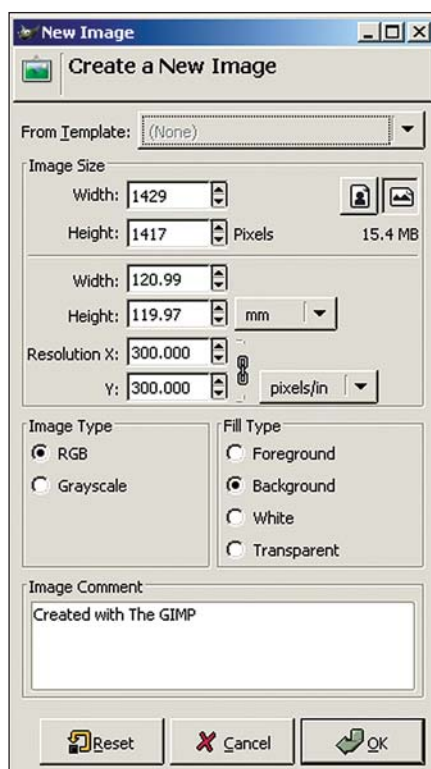 New Image
Create a New Image
From Template: (None)
Image Size
Width: 1429
Height: 1417 Pixels 15.4 MB
Width: 120.99
Height: 119.97 mm
Resolution X: 300.000
Y: 300.000 pixels/in
Image Type
RGB
Grayscale
Fill Type
Foreground
Background
White
Transparent
Image Comment
Created with The GIMP
Reset Cancel OK